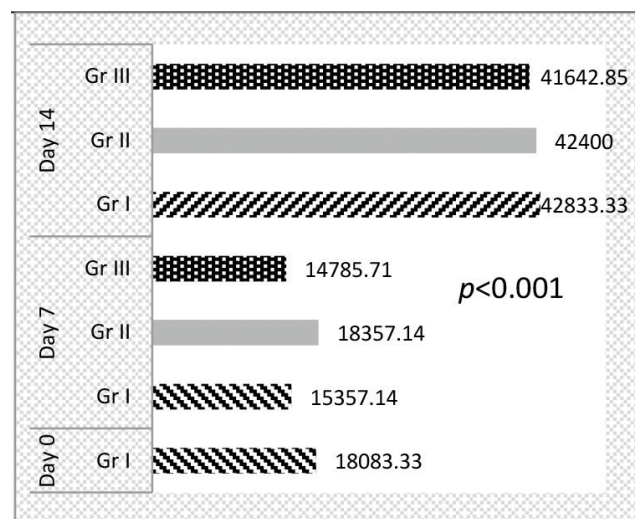 Day 14
Gr III 41642.85
Gr II 42400
Gr I 42833.33
Day 7
Gr III 14785.71
p<0.001
Gr II 18357.14
Gr I 15357.14
Day 0
Gr I 18083.33